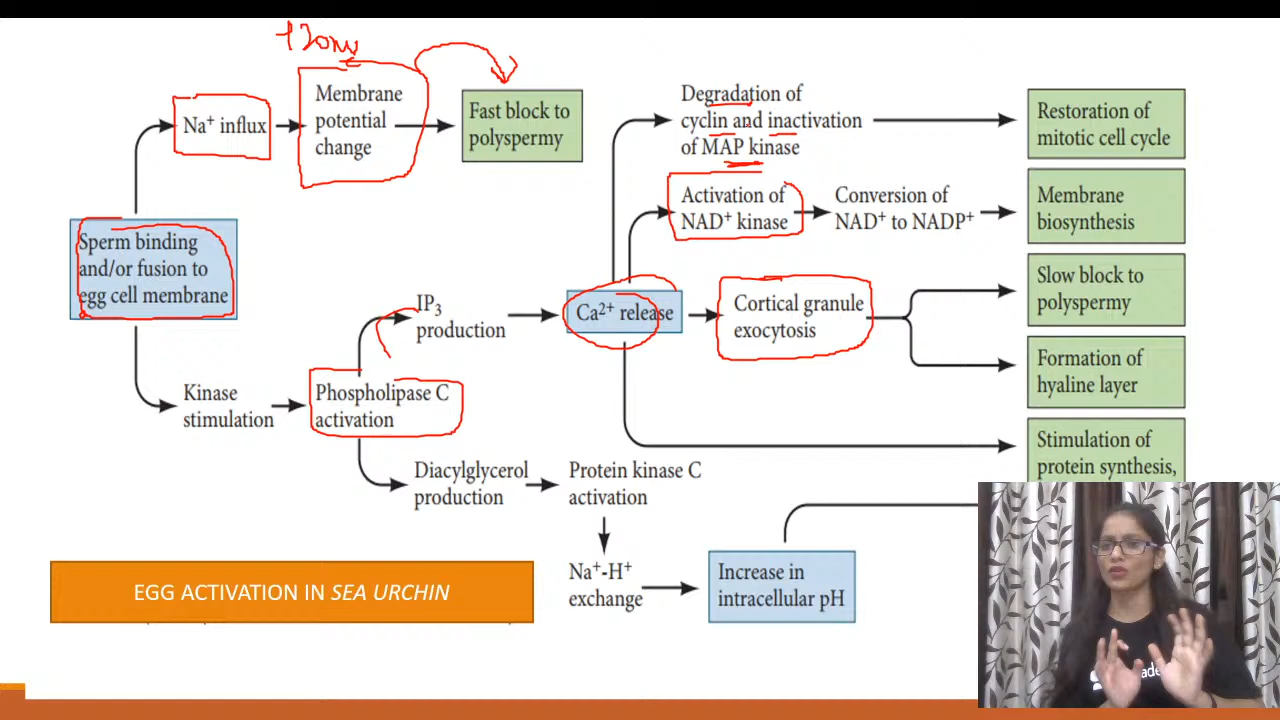 +20mv
Membrane
potential
change
Na⁺ influx
Fast block to
polyspermy
Sperm binding
and/or fusion to
egg cell membrane
Kinase
stimulation
Phospholipase C
activation
IP₃
production
Diacylglycerol
production
Protein kinase C
activation
Na⁺-H⁺
exchange
Increase in
intracellular pH
Ca²⁺ release
Degradation of
cyclin and inactivation
of MAP kinase
Restoration of
mitotic cell cycle
Activation of
NAD⁺ kinase
Conversion of
NAD⁺ to NADP⁺
Membrane
biosynthesis
Cortical granule
exocytosis
Slow block to
polyspermy
Formation of
hyaline layer
Stimulation of
protein synthesis,
EGG ACTIVATION IN SEA URCHIN